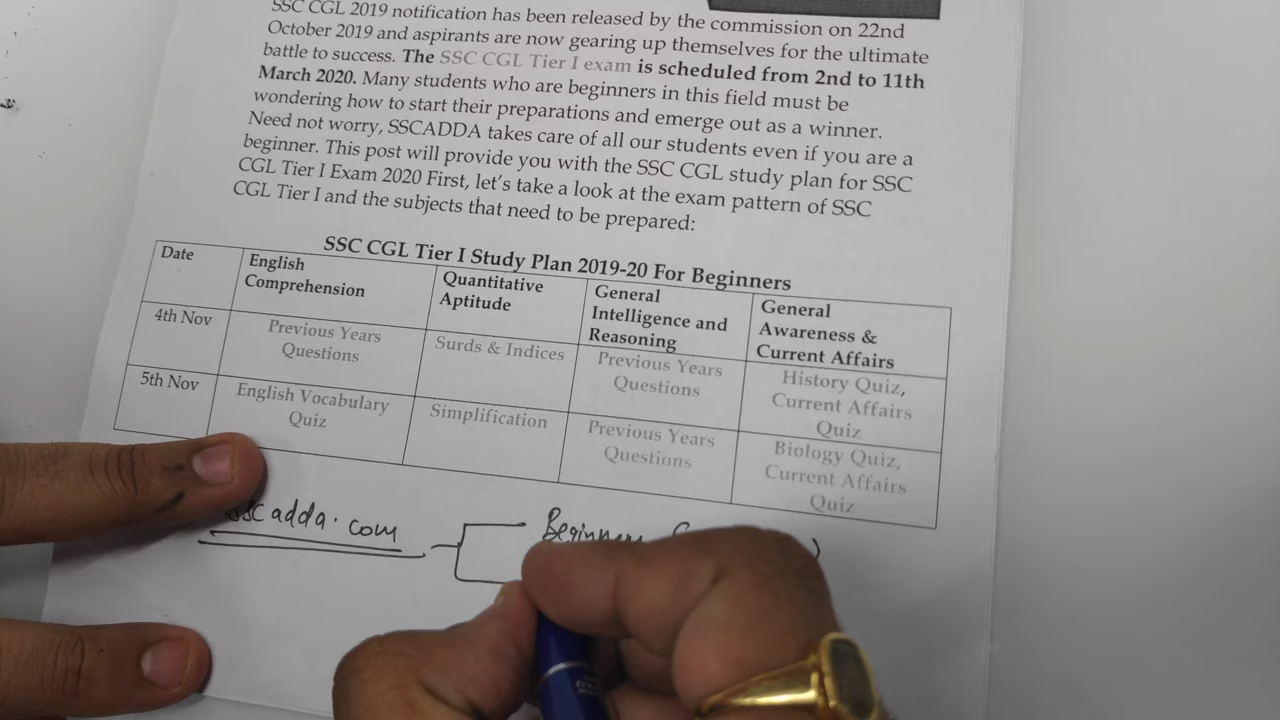 SSC CGL 2019 notification has been released by the commission on 22nd
October 2019 and aspirants are now gearing up themselves for the ultimate
battle to success. The SSC CGL Tier I exam is scheduled from 2nd to 11th
March 2020. Many students who are beginners in this field must be
wondering how to start their preparations and emerge out as a winner.
Need not worry, SSCADDA takes care of all our students even if you are a
beginner. This post will provide you with the SSC CGL study plan for SSC
CGL Tier I Exam 2020 First, let's take a look at the exam pattern of SSC
CGL Tier I and the subjects that need to be prepared:
SSC CGL Tier I Study Plan 2019-20 For Beginners
Date
English
Comprehension
Quantitative
Aptitude
General
Intelligence and
Reasoning
General
Awareness &
Current Affairs
4th Nov
Previous Years
Questions
Surds & Indices
Previous Years
Questions
History Quiz,
Current Affairs
Quiz
5th Nov
English Vocabulary
Quiz
Simplification
Previous Years
Questions
Biology Quiz,
Current Affairs
Quiz
sscadda.com
Beginners